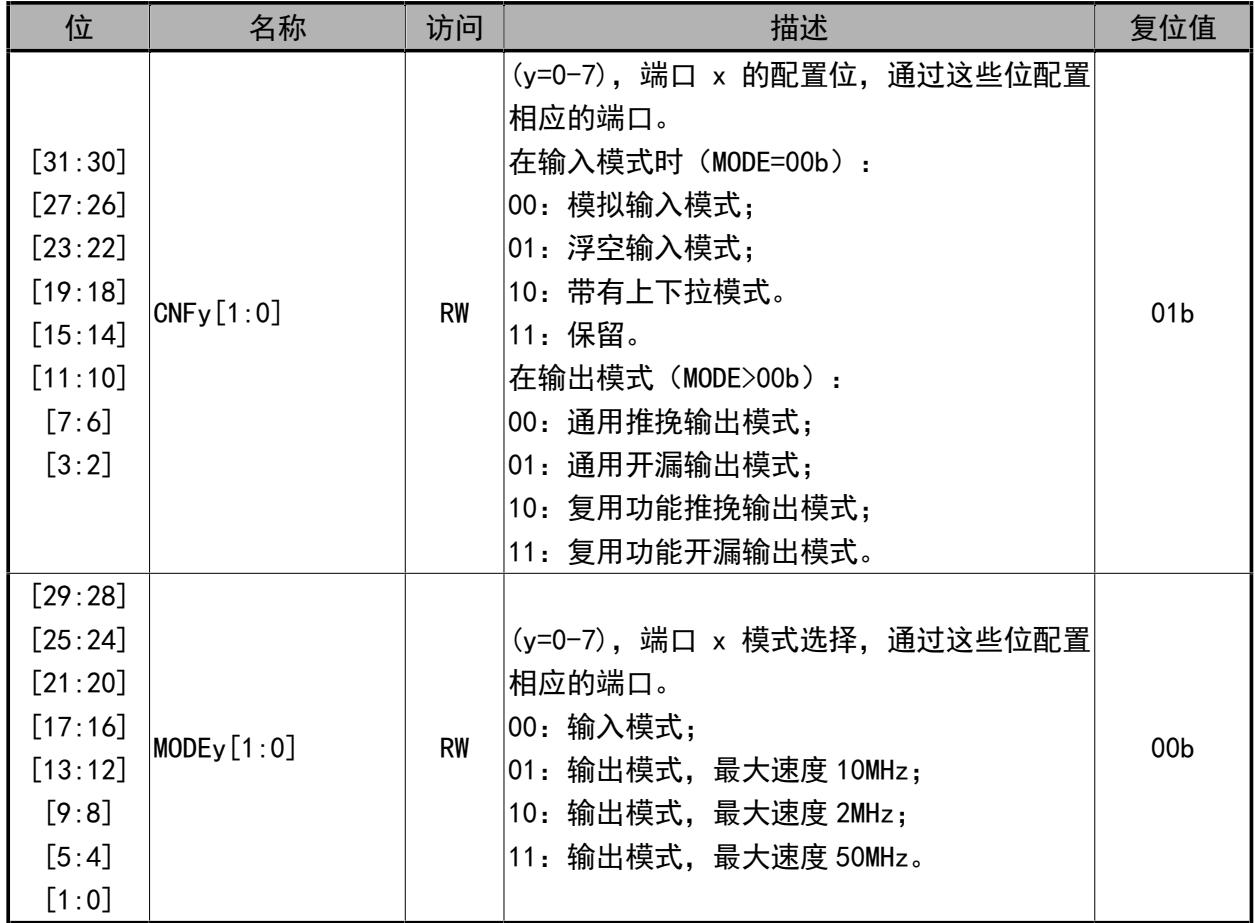 位 名称 访问 描述 复位值
[31:30]
[27:26]
[23:22]
[19:18]
[15:14]
[11:10]
[7:6]
[3:2]
CNFy[1:0]
RW
(y=0-7)，端口 x 的配置位，通过这些位配置
相应的端口。
在输入模式时（MODE=00b）：
00：模拟输入模式；
01：浮空输入模式；
10：带有上下拉模式。
11：保留。
在输出模式（MODE>00b）：
00：通用推挽输出模式；
01：通用开漏输出模式；
10：复用功能推挽输出模式；
11：复用功能开漏输出模式。
01b
[29:28]
[25:24]
[21:20]
[17:16]
[13:12]
[9:8]
[5:4]
[1:0]
MODEy[1:0]
RW
(y=0-7)，端口 x 模式选择，通过这些位配置
相应的端口。
00：输入模式；
01：输出模式，最大速度 10MHz；
10：输出模式，最大速度 2MHz；
11：输出模式，最大速度 50MHz。
00b